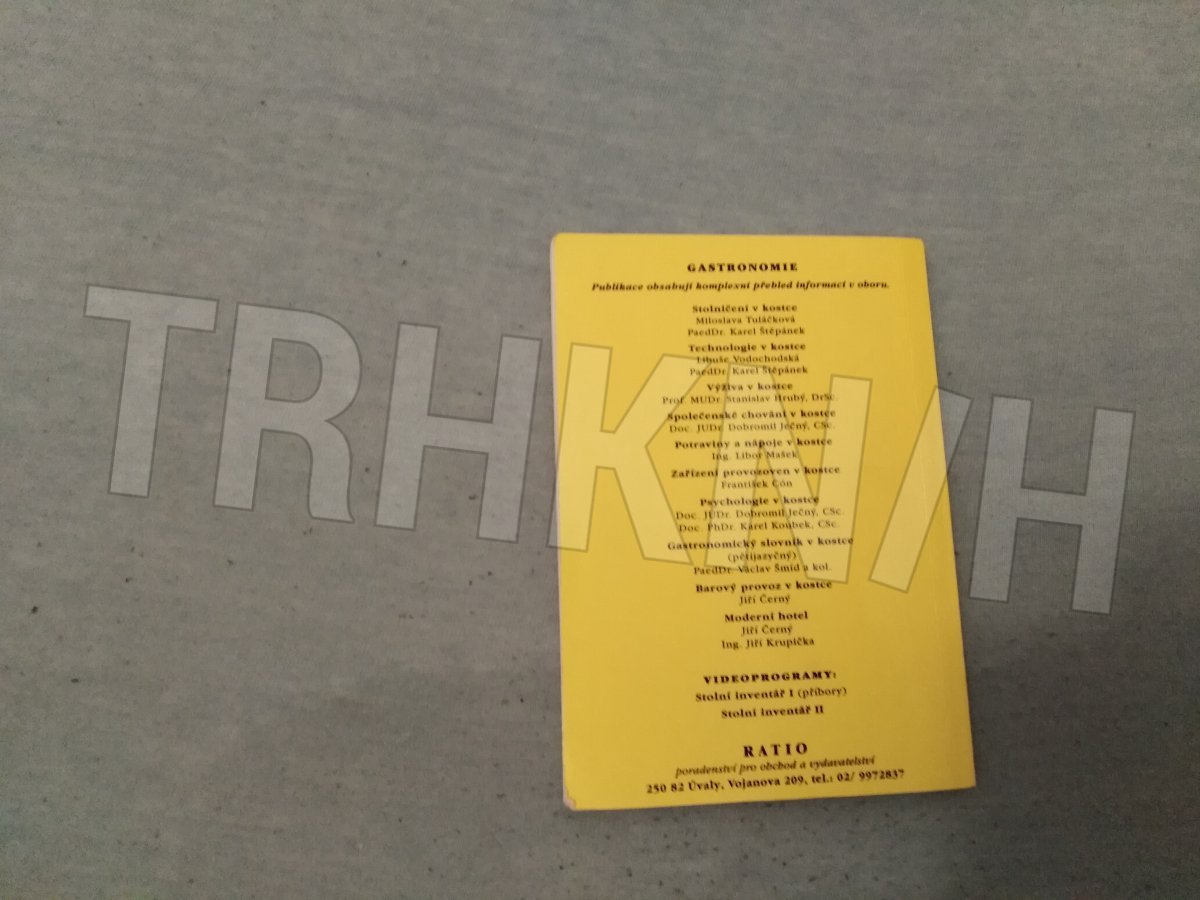 GASTRONOMIE
Publikace obsahují komplexní přehled informací v oboru.
Stolničení v kostce
Miloslava Tuláčková
PaedDr. Karel Štěpánek
Technologie v kostce
Libuše Vodochodská
PaedDr. Karel Štěpánek
Výživa v kostce
Prof. MUDr. Stanislav Hrubý, DrSc.
Společenské chování v kostce
Doc. JUDr. Dobromil Ječný, CSc.
Potraviny a nápoje v kostce
Ing. Libor Mašek
Zařízení provozoven v kostce
František Cón
Psychologie v kostce
Doc. JUDr. Dobromil Ječný, CSc.
Doc. PhDr. Karel Koubek, CSc.
Gastronomický slovník v kostce
(pětijazyčný)
PaedDr. Václav Šmíd a kol.
Barový provoz v kostce
Jiří Černý
Moderní hotel
Jiří Černý
Ing. Jiří Krupička
VIDEOPROGRAMY:
Stolní inventář I (příbory)
Stolní inventář II
RATIO
poradenství pro obchod a vydavatelství
250 82 Úvaly, Vojanova 209, tel.: 02/ 9972837
TRHKN/H